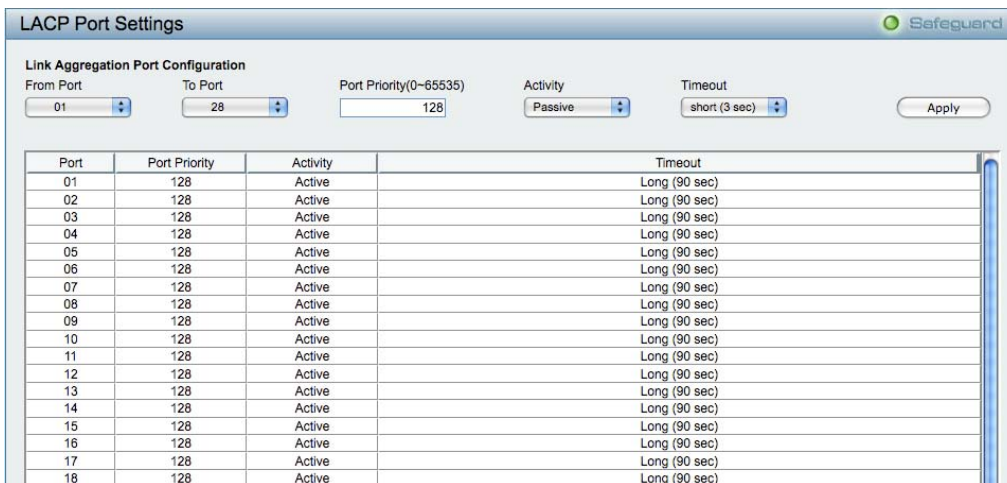 LACP Port Settings
Safeguard
Link Aggregation Port Configuration
From Port To Port Port Priority(0~65535) Activity Timeout
01 28 128 Passive short (3 sec) Apply
Port Port Priority Activity Timeout
01 128 Active Long (90 sec)
02 128 Active Long (90 sec)
03 128 Active Long (90 sec)
04 128 Active Long (90 sec)
05 128 Active Long (90 sec)
06 128 Active Long (90 sec)
07 128 Active Long (90 sec)
08 128 Active Long (90 sec)
09 128 Active Long (90 sec)
10 128 Active Long (90 sec)
11 128 Active Long (90 sec)
12 128 Active Long (90 sec)
13 128 Active Long (90 sec)
14 128 Active Long (90 sec)
15 128 Active Long (90 sec)
16 128 Active Long (90 sec)
17 128 Active Long (90 sec)
18 128 Active Long (90 sec)